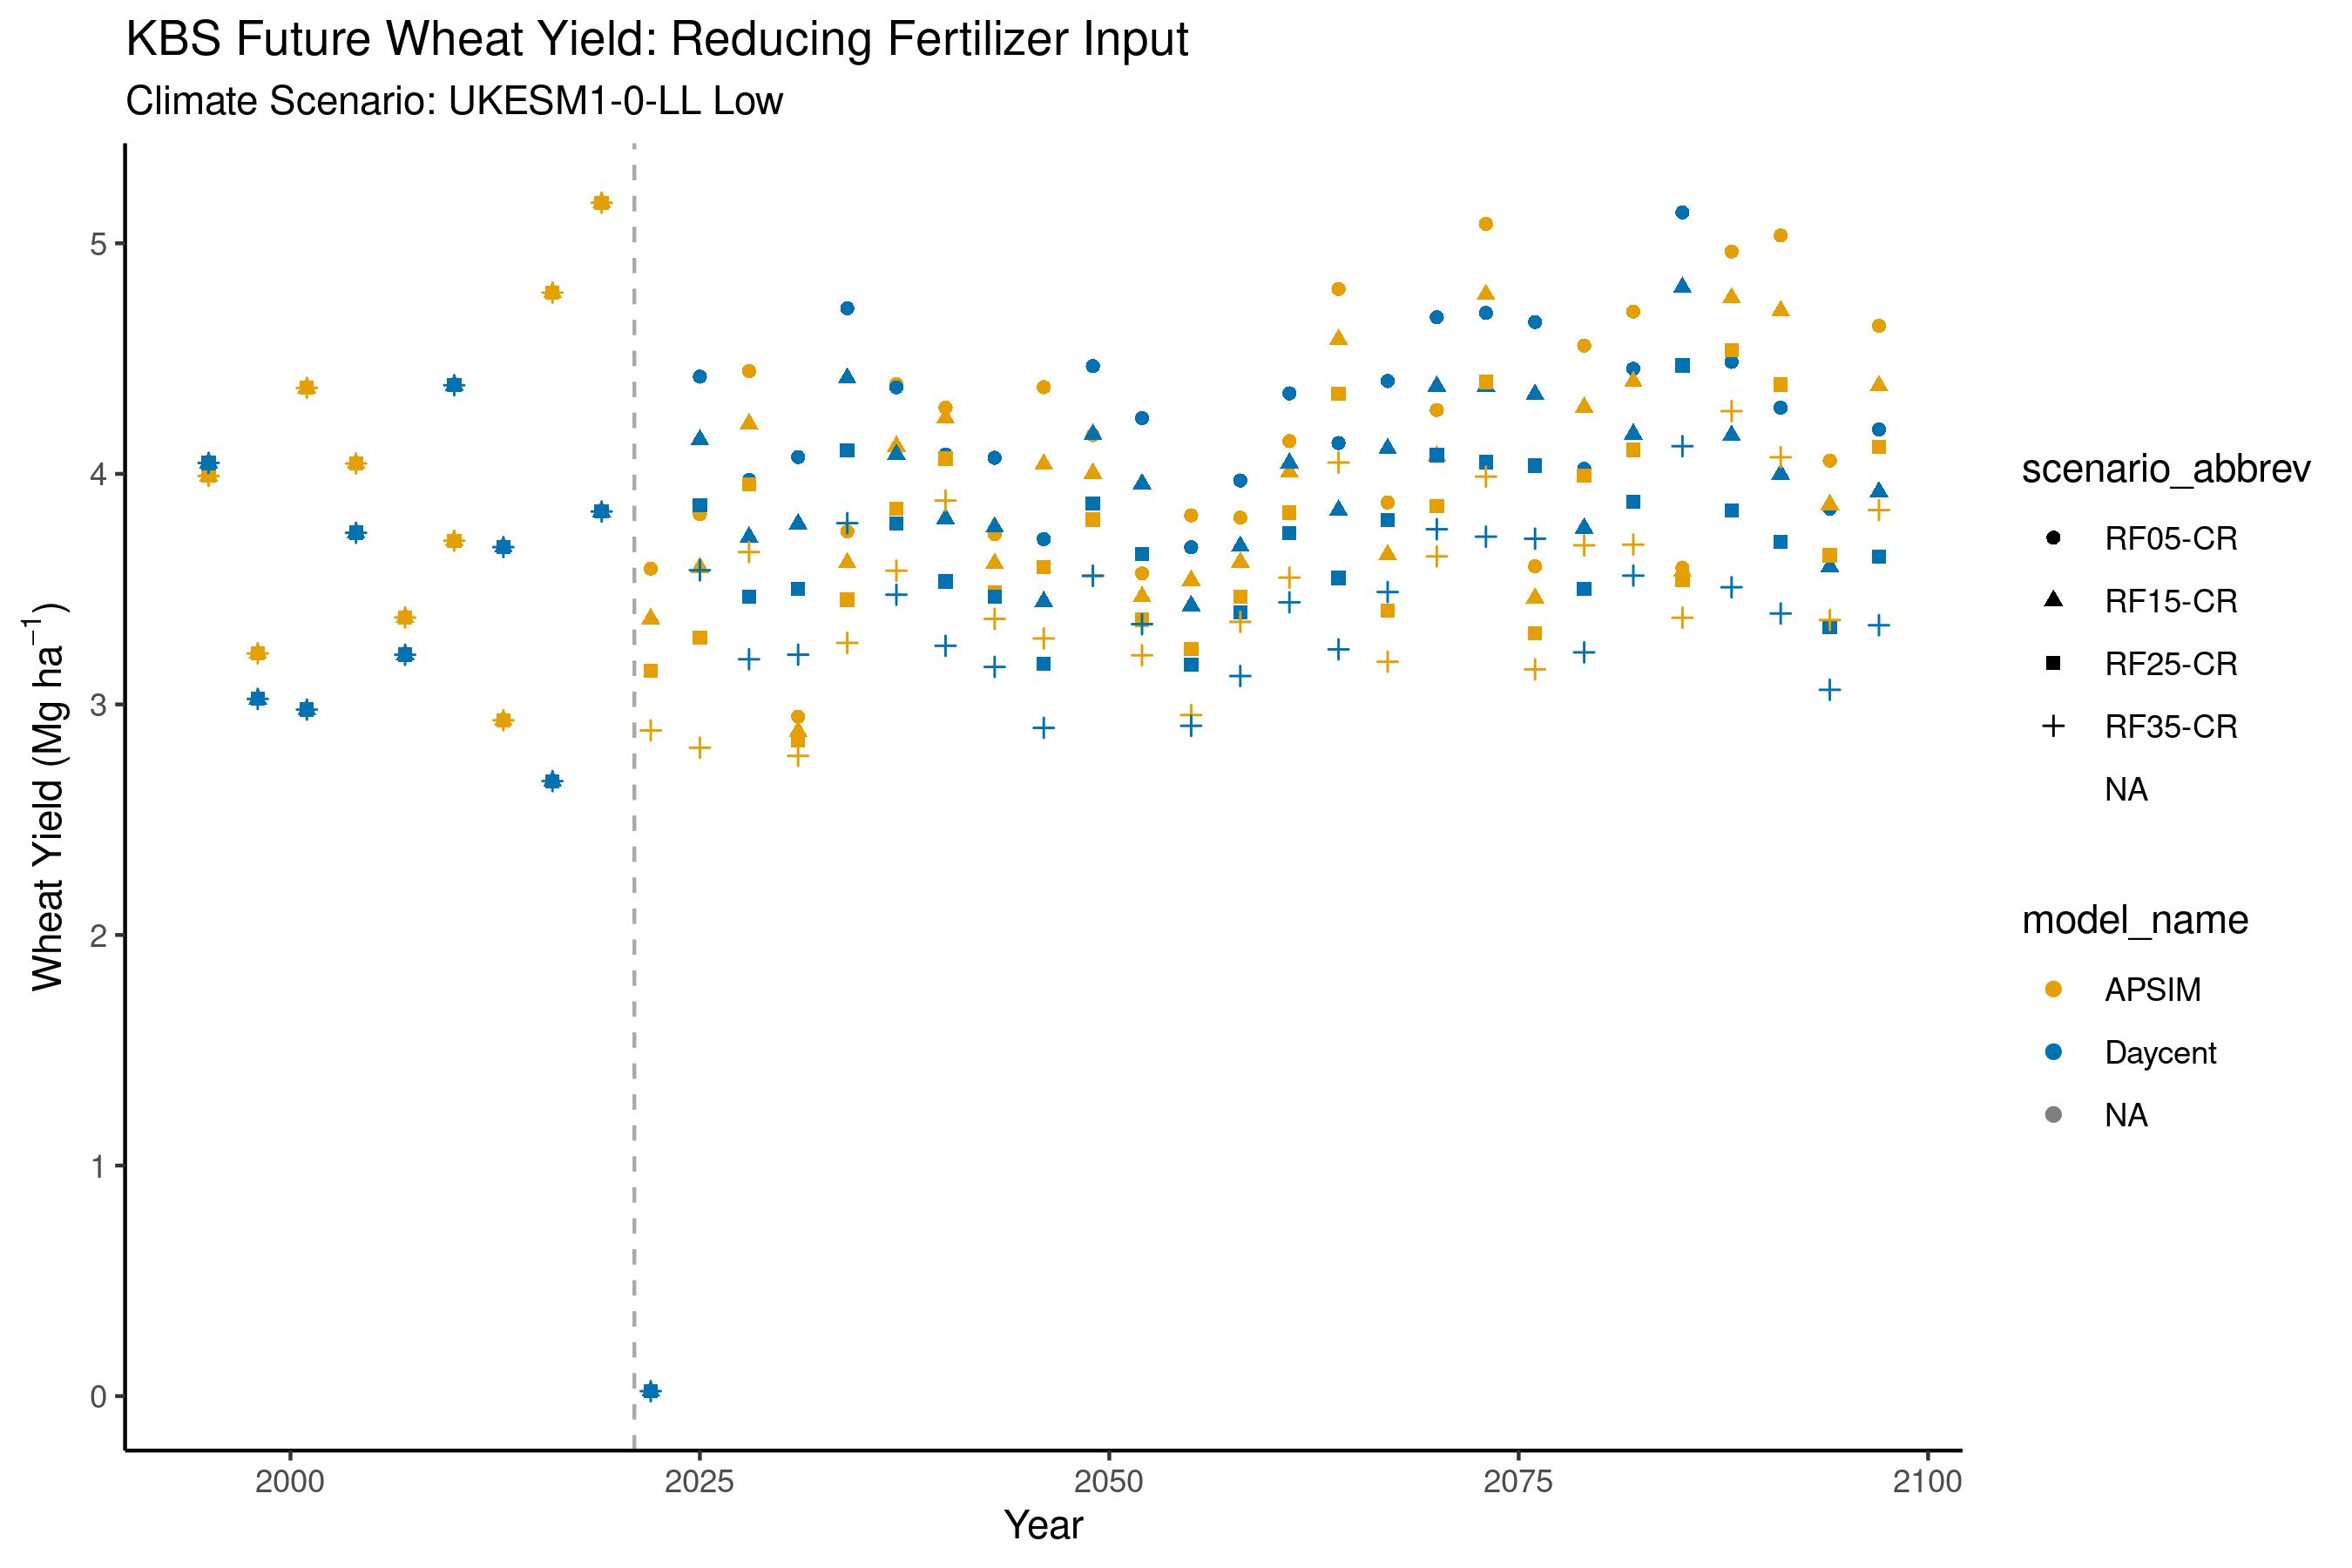 KBS Future Wheat Yield: Reducing Fertilizer Input
Climate Scenario: UKESM1-0-LL Low
Wheat Yield (Mg ha⁻¹)
5
4
3
2
1
0
2000
2025
2050
2075
2100
Year
scenario_abbrev
RF05-CR
RF15-CR
RF25-CR
RF35-CR
NA
model_name
APSIM
Daycent
NA